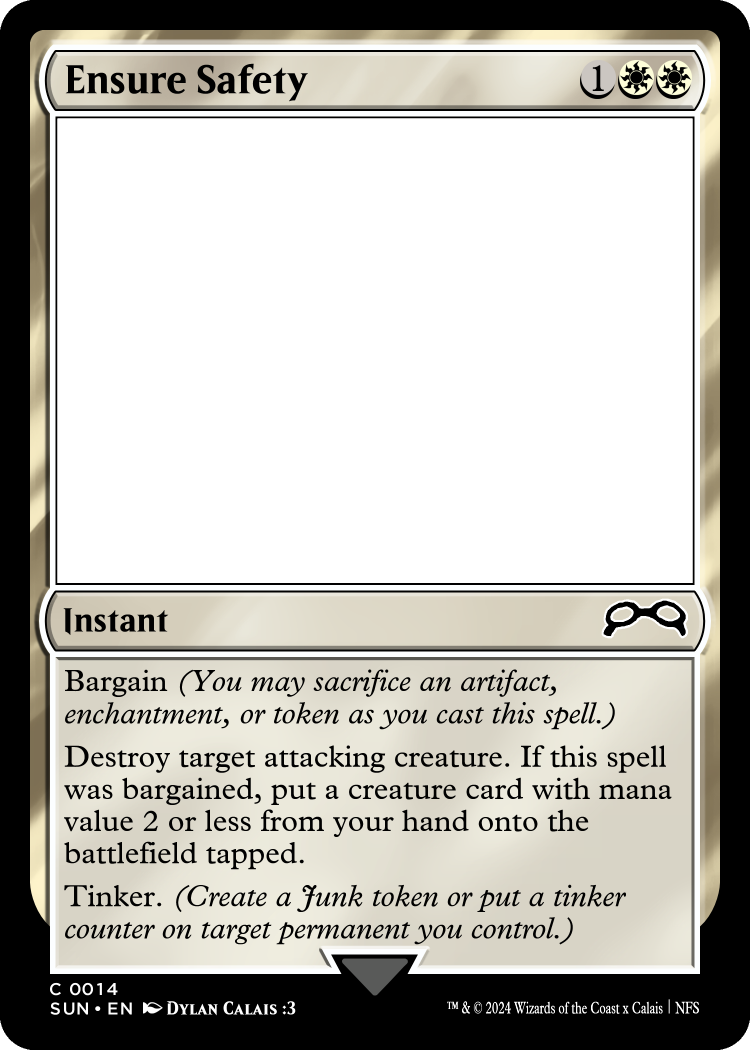 Ensure Safety 1
Instant
Bargain (You may sacrifice an artifact,
enchantment, or token as you cast this spell.)
Destroy target attacking creature. If this spell
was bargained, put a creature card with mana
value 2 or less from your hand onto the
battlefield tapped.
Tinker. (Create a Junk token or put a tinker
counter on target permanent you control.)
C 0014
SUN • EN DYLAN CALAIS :3
™ & © 2024 Wizards of the Coast x Calais | NFS